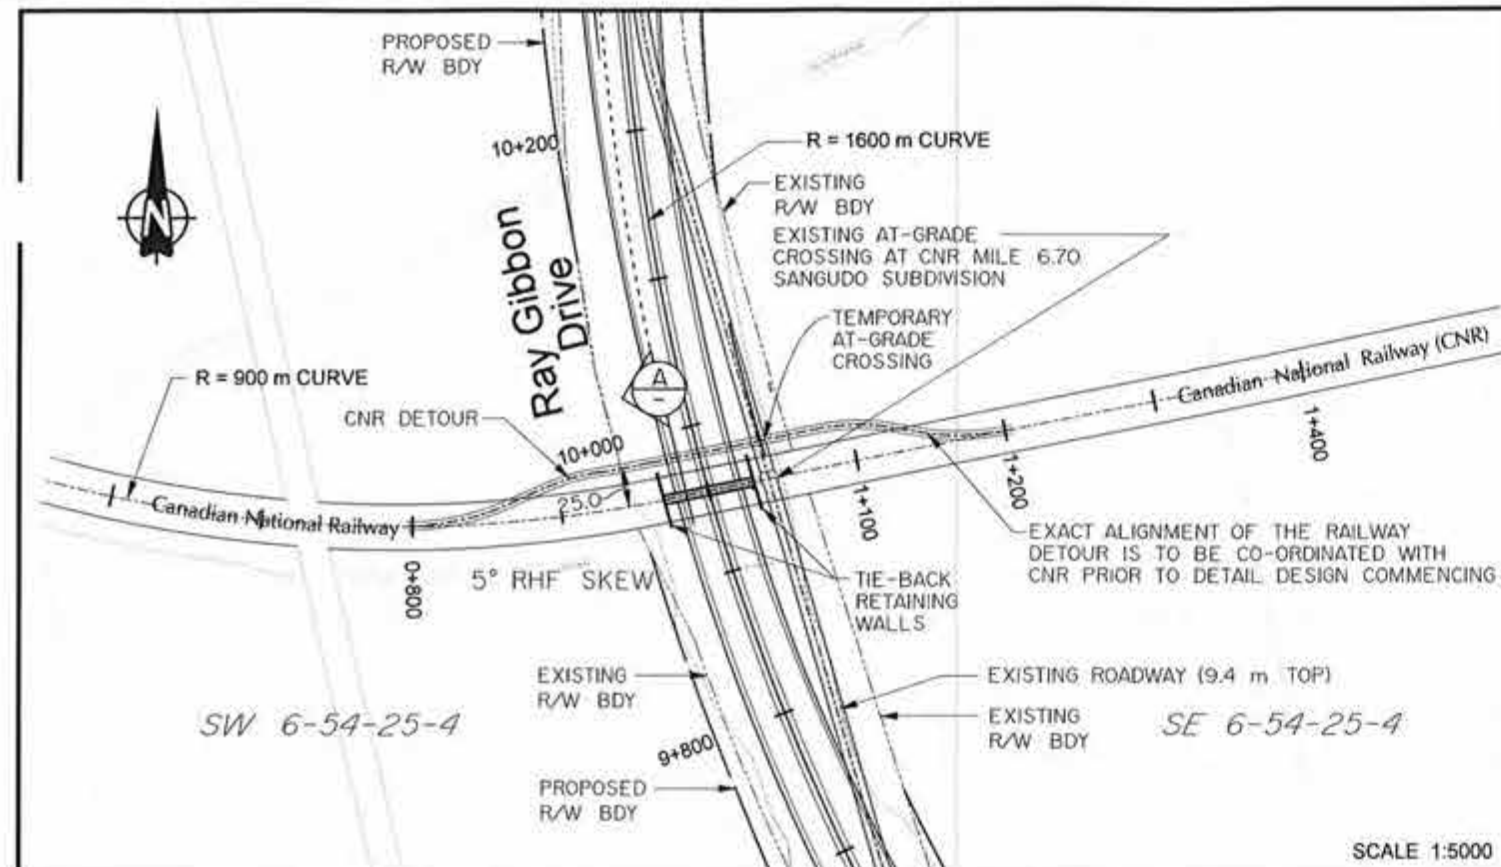 PROPOSED
R/W BDY
10+200
R = 1600 m CURVE
EXISTING
R/W BDY
N
EXISTING AT-GRADE
CROSSING AT CNR MILE 6.70
SANGUDO SUBDIVISION
Ray Gibbon
Drive
TEMPORARY
AT-GRADE
CROSSING
Canadian National Railway (CNR)
R = 900 m CURVE
A
-
CNR DETOUR
10+000
1+400
25.0
1+200
1+100
Canadian National Railway
EXACT ALIGNMENT OF THE RAILWAY
DETOUR IS TO BE CO-ORDINATED WITH
CNR PRIOR TO DETAIL DESIGN COMMENCING
0+800
5° RHF SKEW
TIE-BACK
RETAINING
WALLS
EXISTING
R/W BDY
EXISTING ROADWAY (9.4 m TOP)
SW 6-54-25-4
EXISTING
R/W BDY
SE 6-54-25-4
9+800
PROPOSED
R/W BDY
SCALE 1:5000